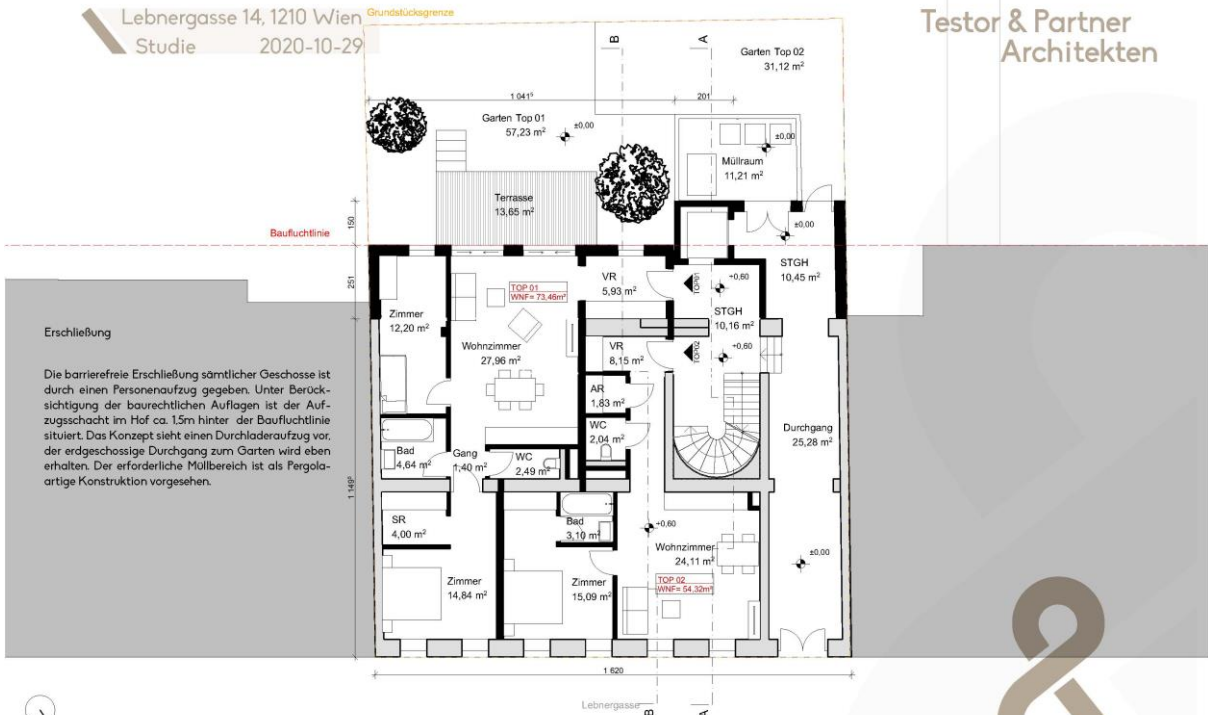 Lebnergasse 14, 1210 Wien
Studie 2020-10-29
Grundstücksgrenze
Testor & Partner
Architekten
B
A
Garten Top 02
31,12 m²
1 041⁵
201
Garten Top 01
57,23 m²
±0,00
±0,00
Müllraum
11,21 m²
Terrasse
13,65 m²
150
Baufluchtlinie
±0,00
STGH
10,45 m²
251
VR
5,93 m²
TOP01
+0,60
TOP 01
WNF= 73,46m²
Zimmer
12,20 m²
STGH
10,16 m²
Wohnzimmer
27,96 m²
VR
8,15 m²
TOP02
+0,60
AR
1,83 m²
WC
2,04 m²
Durchgang
25,28 m²
Erschließung
Die barrierefreie Erschließung sämtlicher Geschosse ist
durch einen Personenaufzug gegeben. Unter Berück-
sichtigung der baurechtlichen Auflagen ist der Auf-
zugsschacht im Hof ca. 1,5m hinter der Baufluchtlinie
situiert. Das Konzept sieht einen Durchladeraufzug vor,
der erdgeschossige Durchgang zum Garten wird eben
erhalten. Der erforderliche Müllbereich ist als Pergola-
artige Konstruktion vorgesehen.
Bad
4,64 m²
Gang
1,40 m²
WC
2,49 m²
1 149⁵
SR
4,00 m²
Bad
3,10 m²
+0,60
Wohnzimmer
24,11 m²
±0,00
Zimmer
14,84 m²
Zimmer
15,09 m²
TOP 02
WNF= 54,32m²
1 620
Lebnergasse
B
A
&